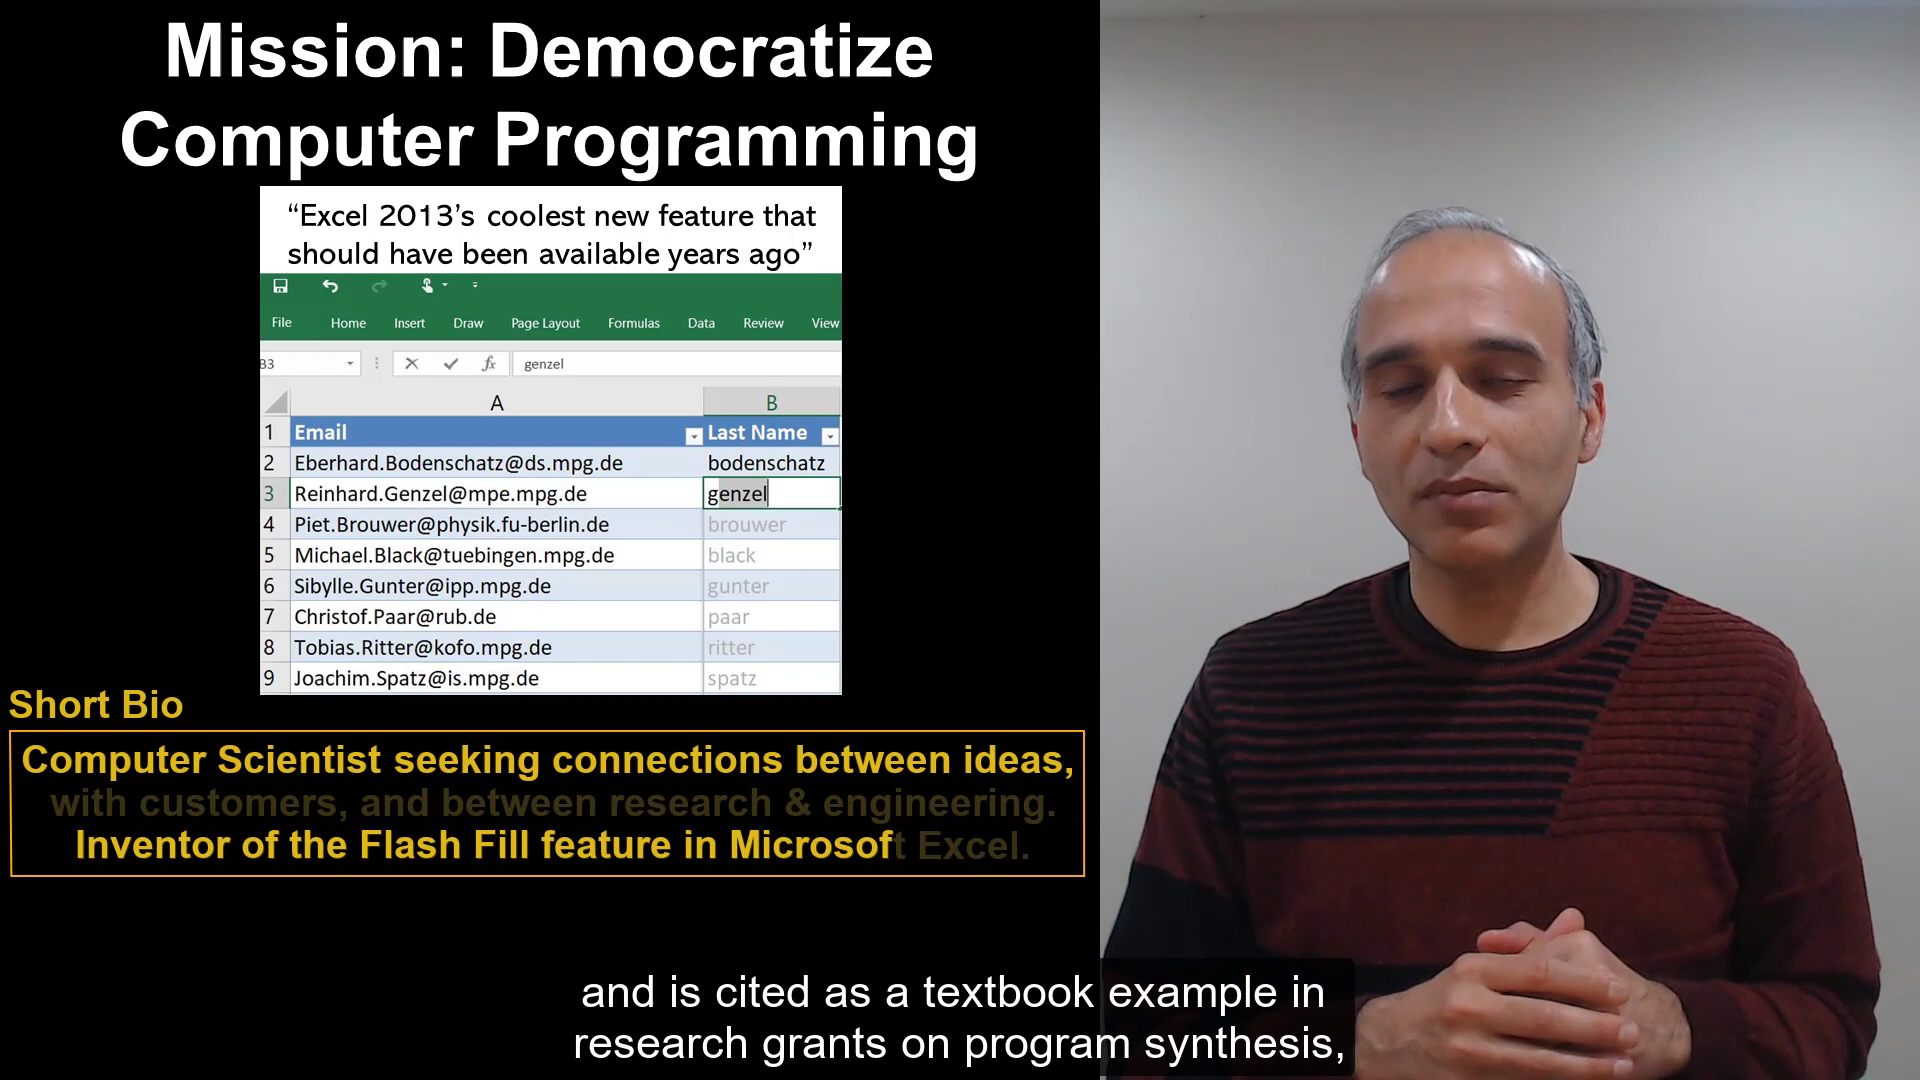 Mission: Democratize
Computer Programming
“Excel 2013’s coolest new feature that
should have been available years ago”
File Home Insert Draw Page Layout Formulas Data Review View
B3 fx genzel
A B
1 Email Last Name
2 Eberhard.Bodenschatz@ds.mpg.de bodenschatz
3 Reinhard.Genzel@mpe.mpg.de genzel
4 Piet.Brouwer@physik.fu-berlin.de brouwer
5 Michael.Black@tuebingen.mpg.de black
6 Sibylle.Gunter@ipp.mpg.de gunter
7 Christof.Paar@rub.de paar
8 Tobias.Ritter@kofo.mpg.de ritter
9 Joachim.Spatz@is.mpg.de spatz
Short Bio
Computer Scientist seeking connections between ideas,
with customers, and between research & engineering.
Inventor of the Flash Fill feature in Microsoft Excel.
and is cited as a textbook example in
research grants on program synthesis,